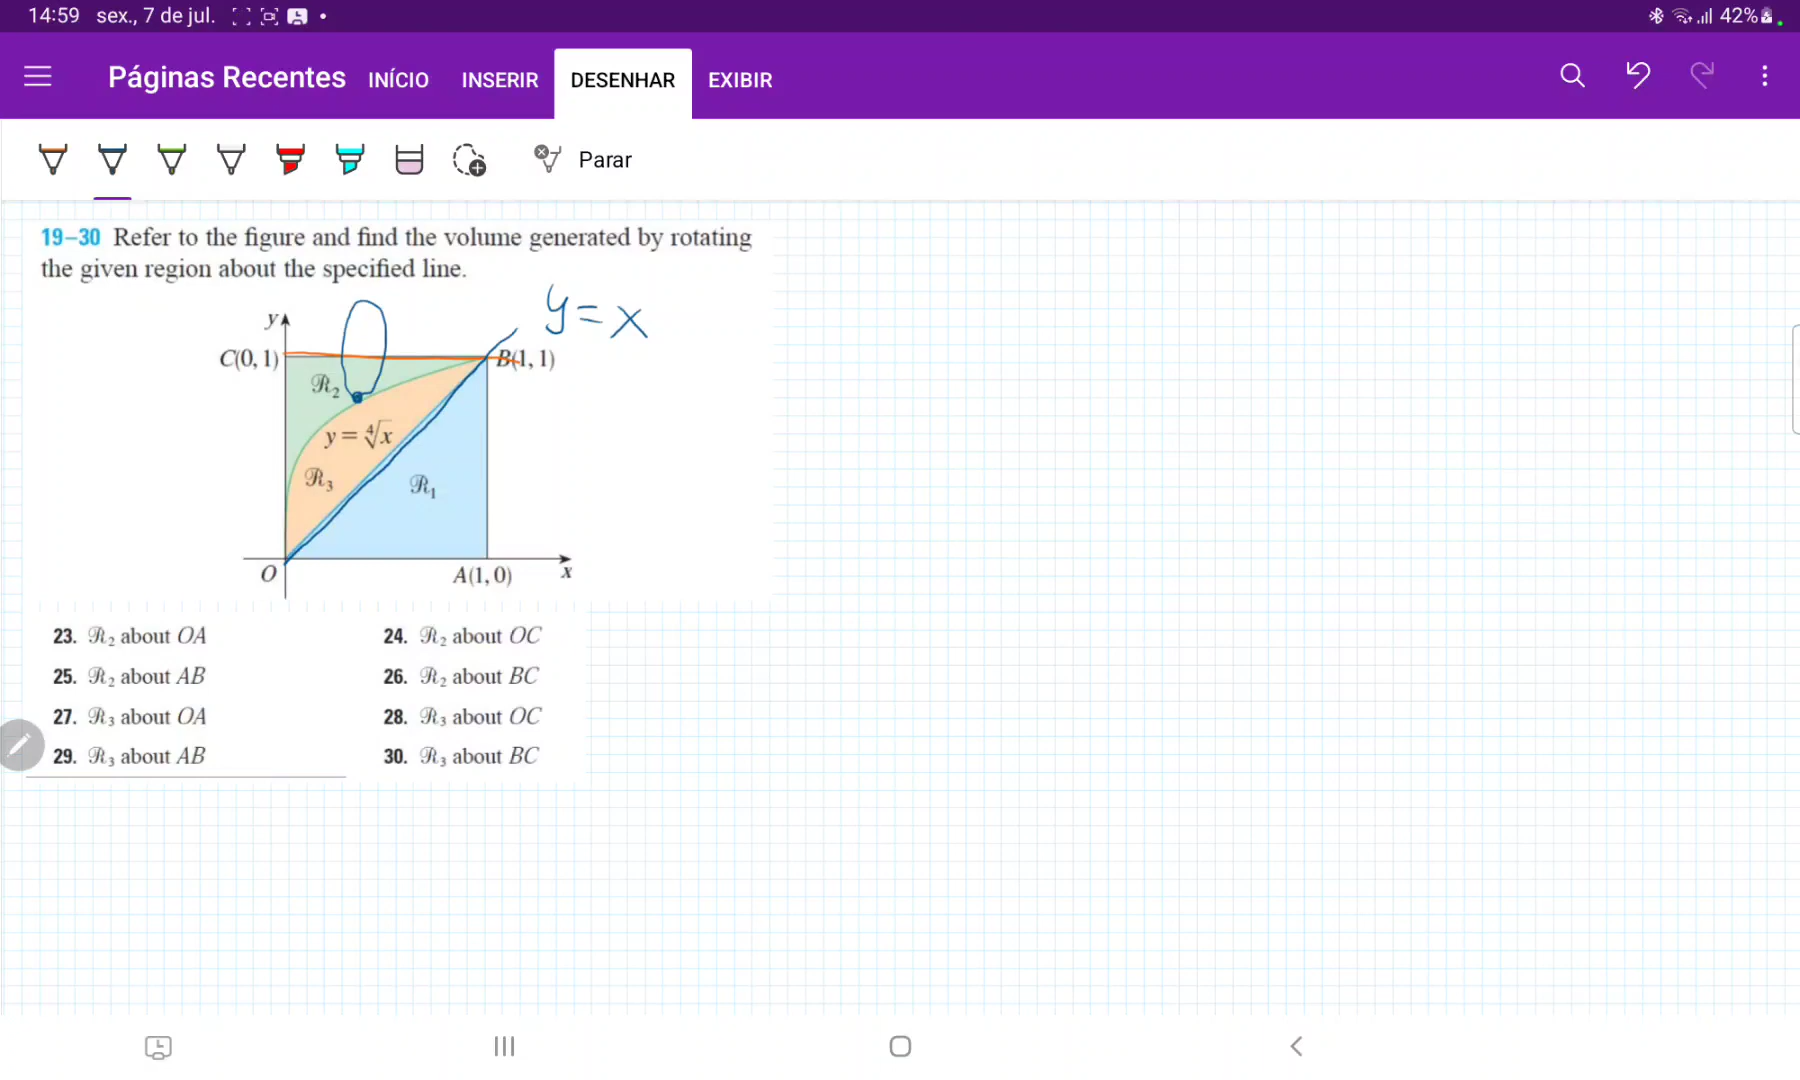 14:59 sex., 7 de jul. 42%
Páginas Recentes INÍCIO INSERIR DESENHAR EXIBIR
Parar
19–30 Refer to the figure and find the volume generated by rotating
the given region about the specified line.
y = x
y
C(0, 1) B(1, 1)
ℛ₂
y = ∜x
ℛ₃ ℛ₁
O A(1, 0) x
23. ℛ₂ about OA 24. ℛ₂ about OC
25. ℛ₂ about AB 26. ℛ₂ about BC
27. ℛ₃ about OA 28. ℛ₃ about OC
29. ℛ₃ about AB 30. ℛ₃ about BC